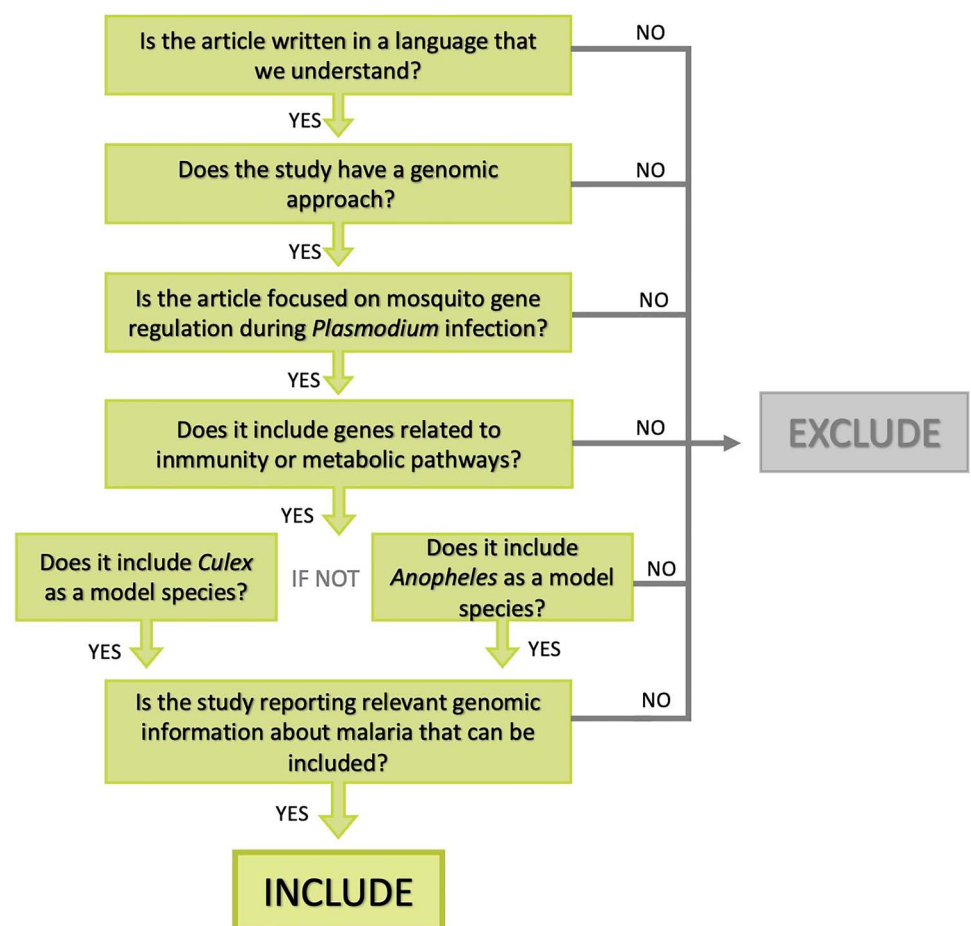 Is the article written in a language that
we understand?
NO
YES
Does the study have a genomic
approach?
NO
YES
Is the article focused on mosquito gene
regulation during Plasmodium infection?
NO
YES
Does it include genes related to
inmmunity or metabolic pathways?
NO
EXCLUDE
YES
Does it include Culex
as a model species?
IF NOT
Does it include
Anopheles as a model
species?
NO
YES
YES
Is the study reporting relevant genomic
information about malaria that can be
included?
NO
YES
INCLUDE